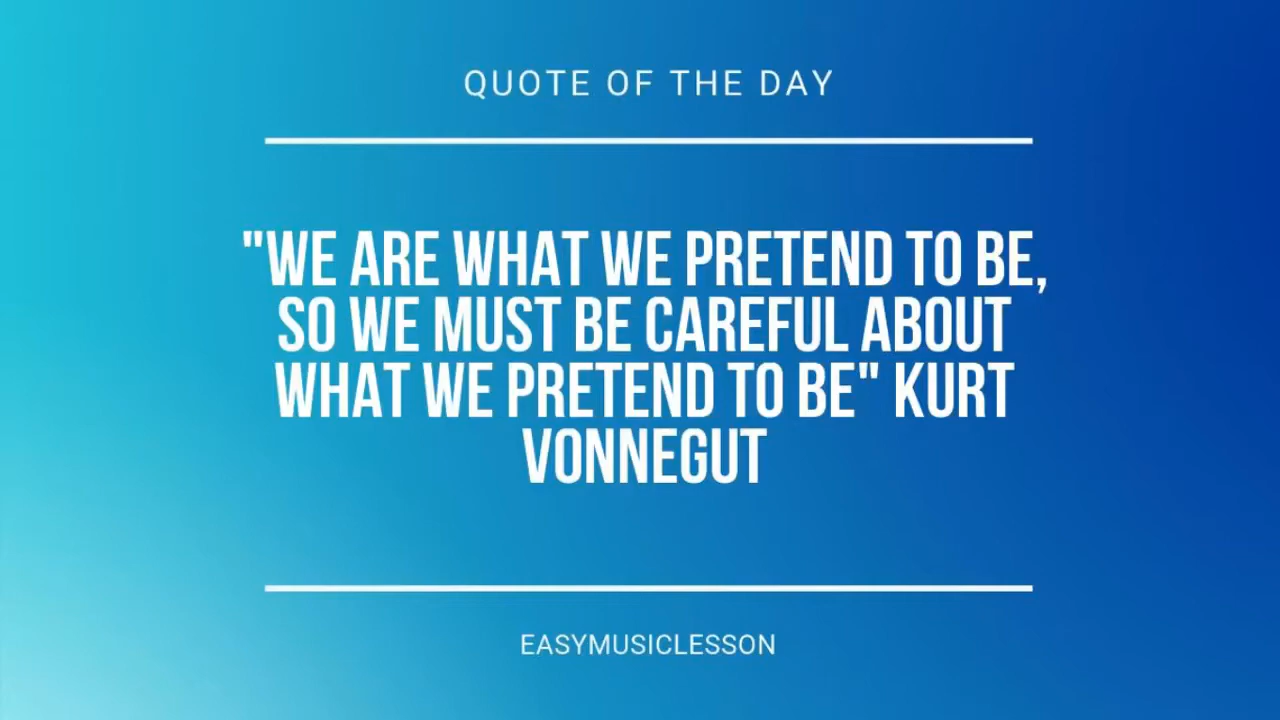 QUOTE OF THE DAY
"WE ARE WHAT WE PRETEND TO BE,
SO WE MUST BE CAREFUL ABOUT
WHAT WE PRETEND TO BE" KURT
VONNEGUT
EASYMUSICLESSON